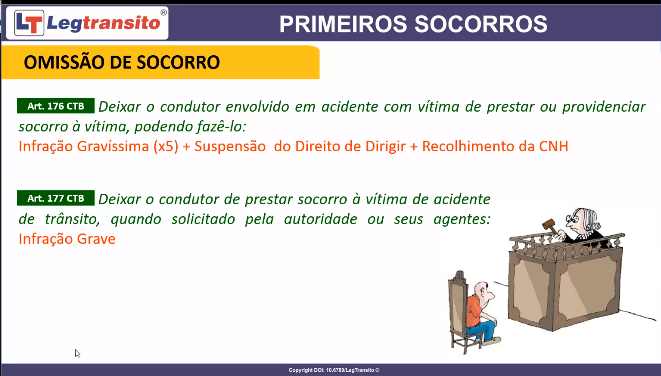 LT Legtransito®
PRIMEIROS SOCORROS
OMISSÃO DE SOCORRO
Art. 176 CTB Deixar o condutor envolvido em acidente com vítima de prestar ou providenciar
socorro à vítima, podendo fazê-lo:
Infração Gravíssima (x5) + Suspensão do Direito de Dirigir + Recolhimento da CNH
Art. 177 CTB Deixar o condutor de prestar socorro à vítima de acidente
de trânsito, quando solicitado pela autoridade ou seus agentes:
Infração Grave
Copyright DOI: 10.6789/LegTransito ©